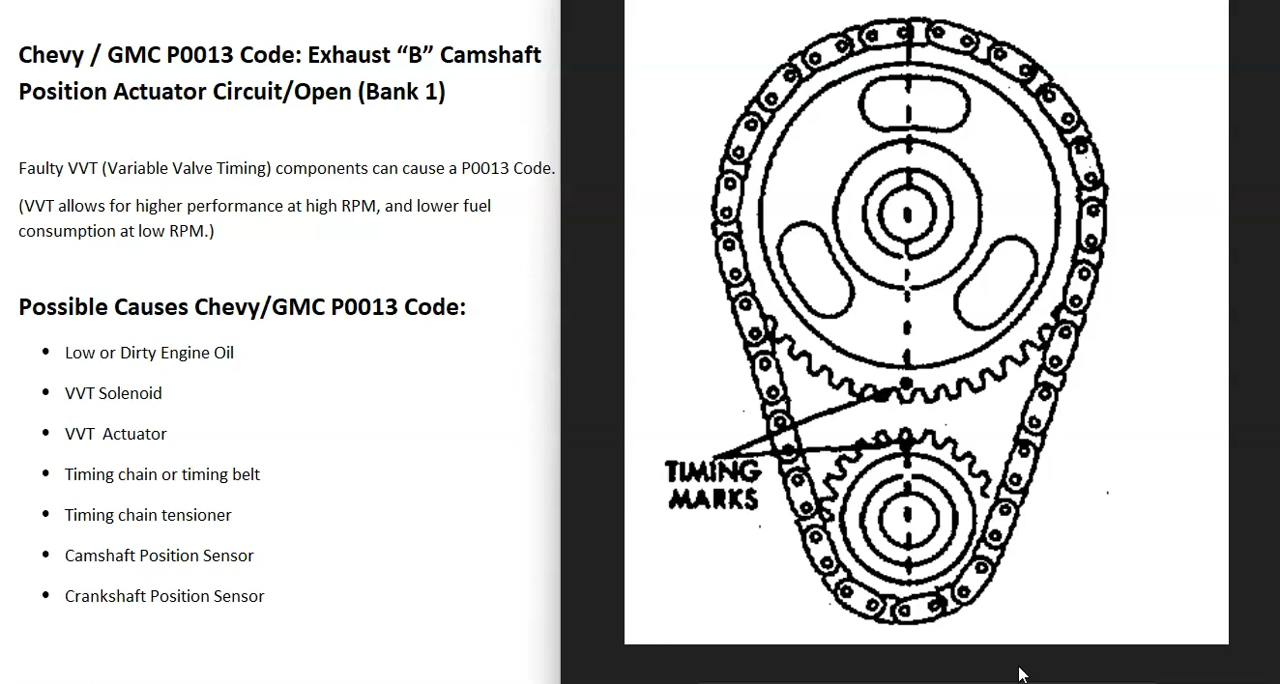 Chevy / GMC P0013 Code: Exhaust “B” Camshaft
Position Actuator Circuit/Open (Bank 1)
Faulty VVT (Variable Valve Timing) components can cause a P0013 Code.
(VVT allows for higher performance at high RPM, and lower fuel
consumption at low RPM.)
Possible Causes Chevy/GMC P0013 Code:
• Low or Dirty Engine Oil
• VVT Solenoid
• VVT  Actuator
• Timing chain or timing belt
• Timing chain tensioner
• Camshaft Position Sensor
• Crankshaft Position Sensor
TIMING
MARKS